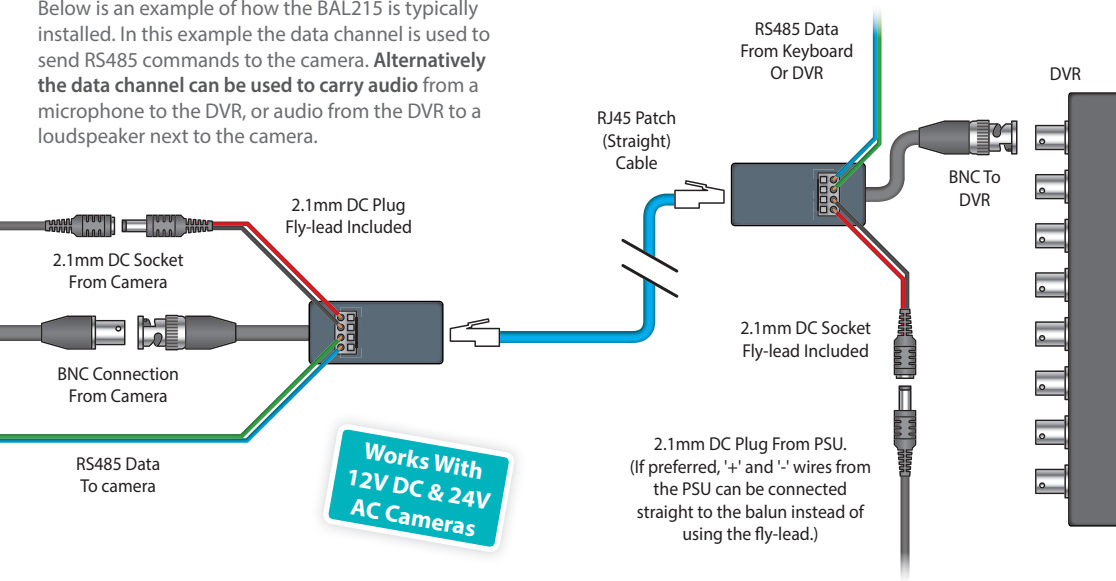 Below is an example of how the BAL215 is typically
installed. In this example the data channel is used to
send RS485 commands to the camera. Alternatively
the data channel can be used to carry audio from a
microphone to the DVR, or audio from the DVR to a
loudspeaker next to the camera.
RS485 Data
From Keyboard
Or DVR
DVR
RJ45 Patch
(Straight)
Cable
BNC To
DVR
2.1mm DC Plug
Fly-lead Included
2.1mm DC Socket
From Camera
2.1mm DC Socket
Fly-lead Included
BNC Connection
From Camera
RS485 Data
To camera
Works With
12V DC & 24V
AC Cameras
2.1mm DC Plug From PSU.
(If preferred, '+' and '-' wires from
the PSU can be connected
straight to the balun instead of
using the fly-lead.)